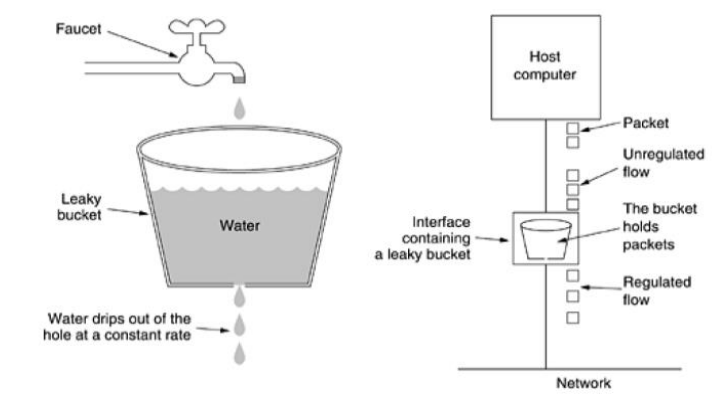 Faucet
Leaky
bucket
Water
Water drips out of the
hole at a constant rate
Host
computer
Packet
Unregulated
flow
Interface
containing
a leaky bucket
The bucket
holds
packets
Regulated
flow
Network